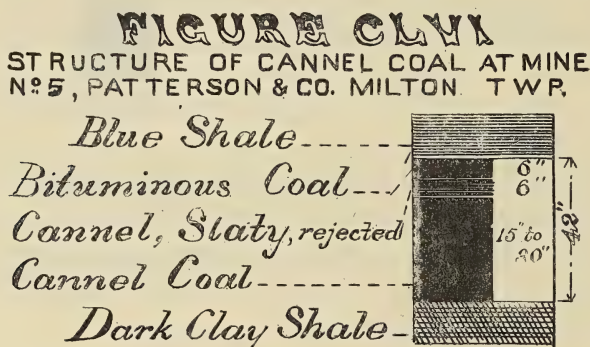 FIGURE CLVI
STRUCTURE OF CANNEL COAL AT MINE
Nº 5, PATTERSON & CO. MILTON TWP.
Blue Shale
Bituminous Coal
6"
6"
Cannel, Slaty, rejected
15" to
30"
42"
Cannel Coal
Dark Clay Shale